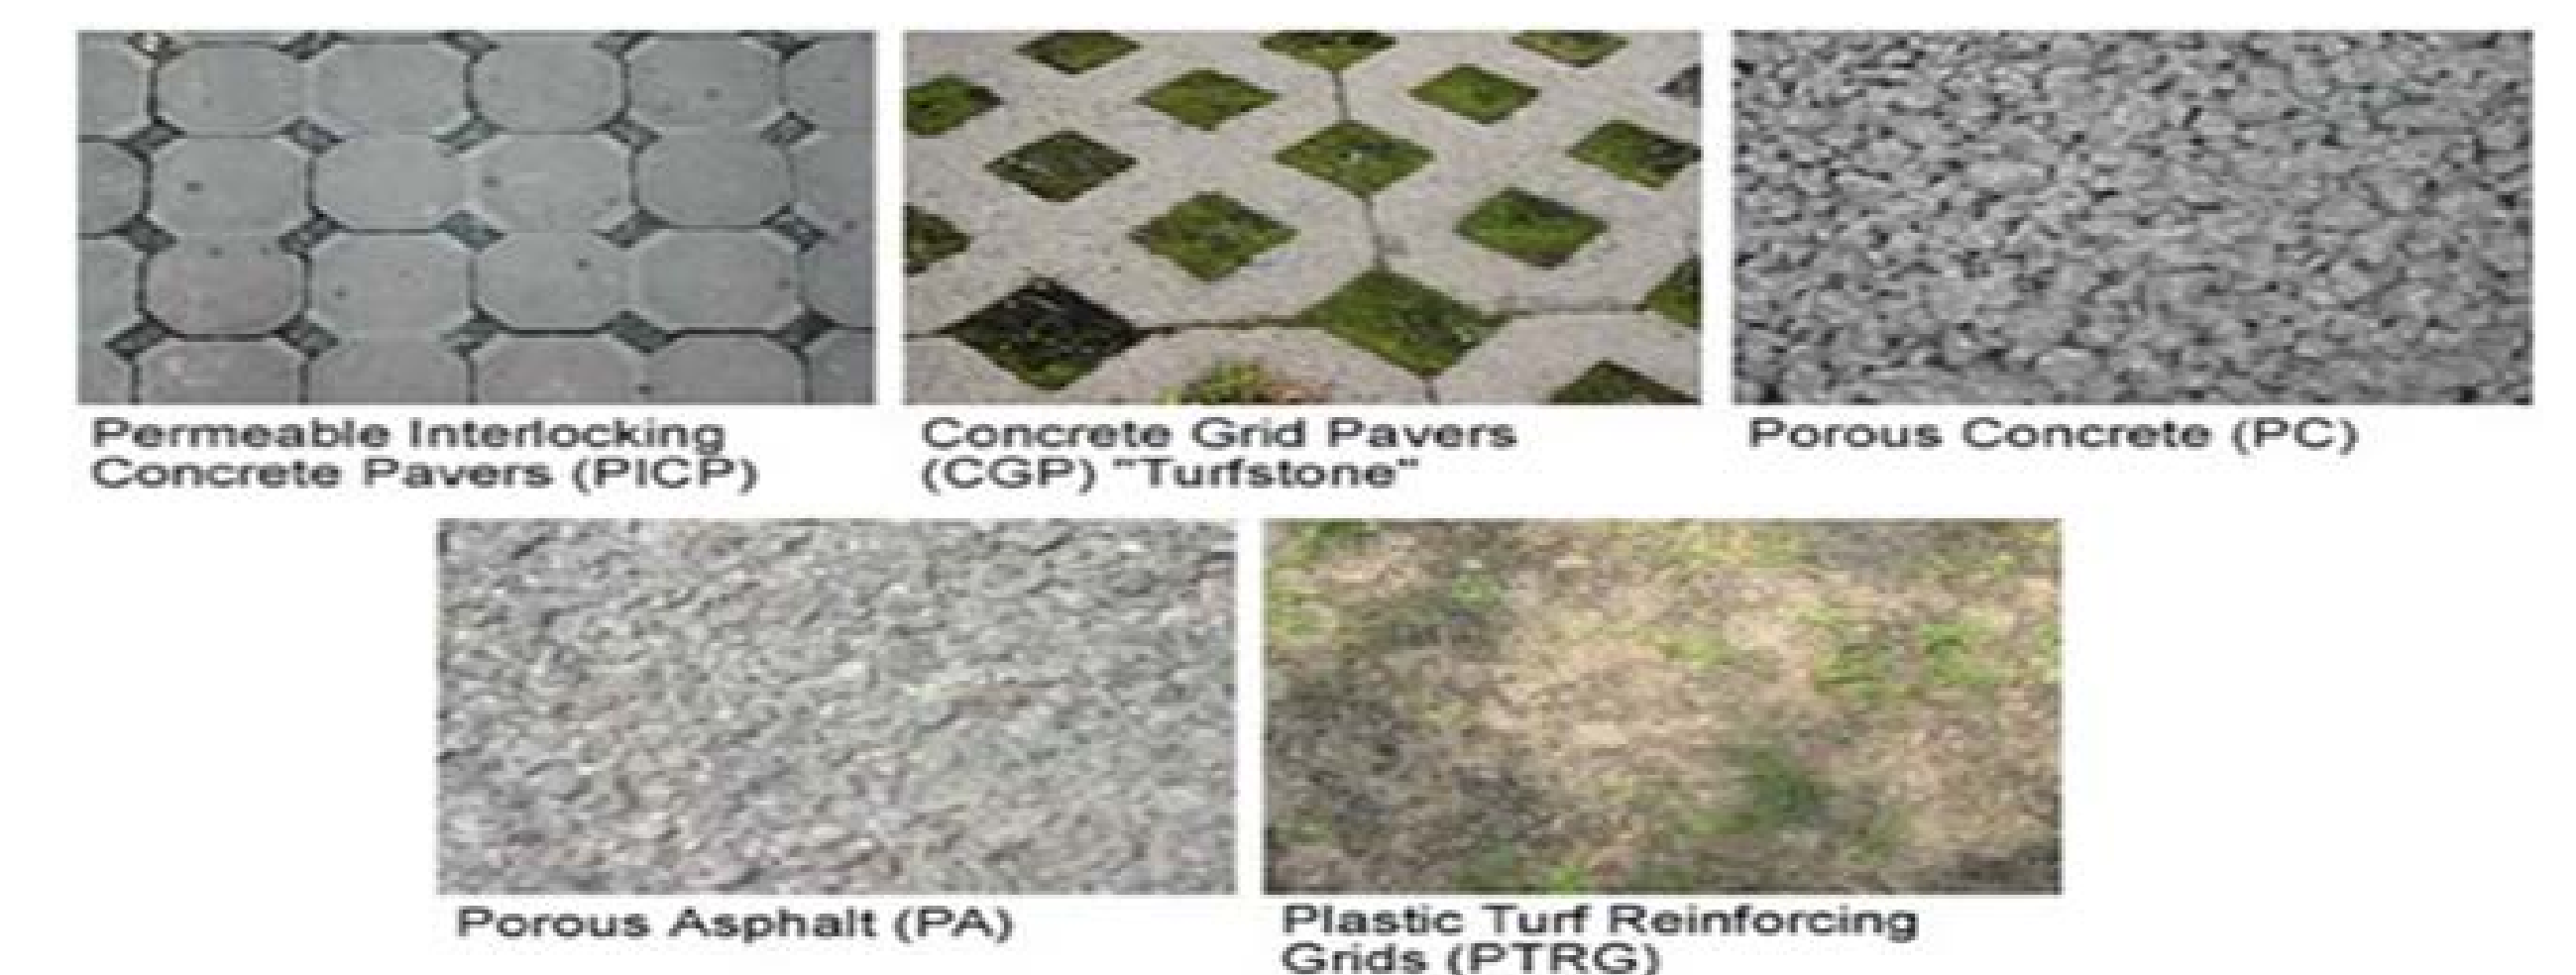 Permeable Interlocking
Concrete Pavers (PICP)
Concrete Grid Pavers
(CGP) "Turfstone"
Porous Concrete (PC)
Porous Asphalt (PA)
Plastic Turf Reinforcing
Grids (PTRG)